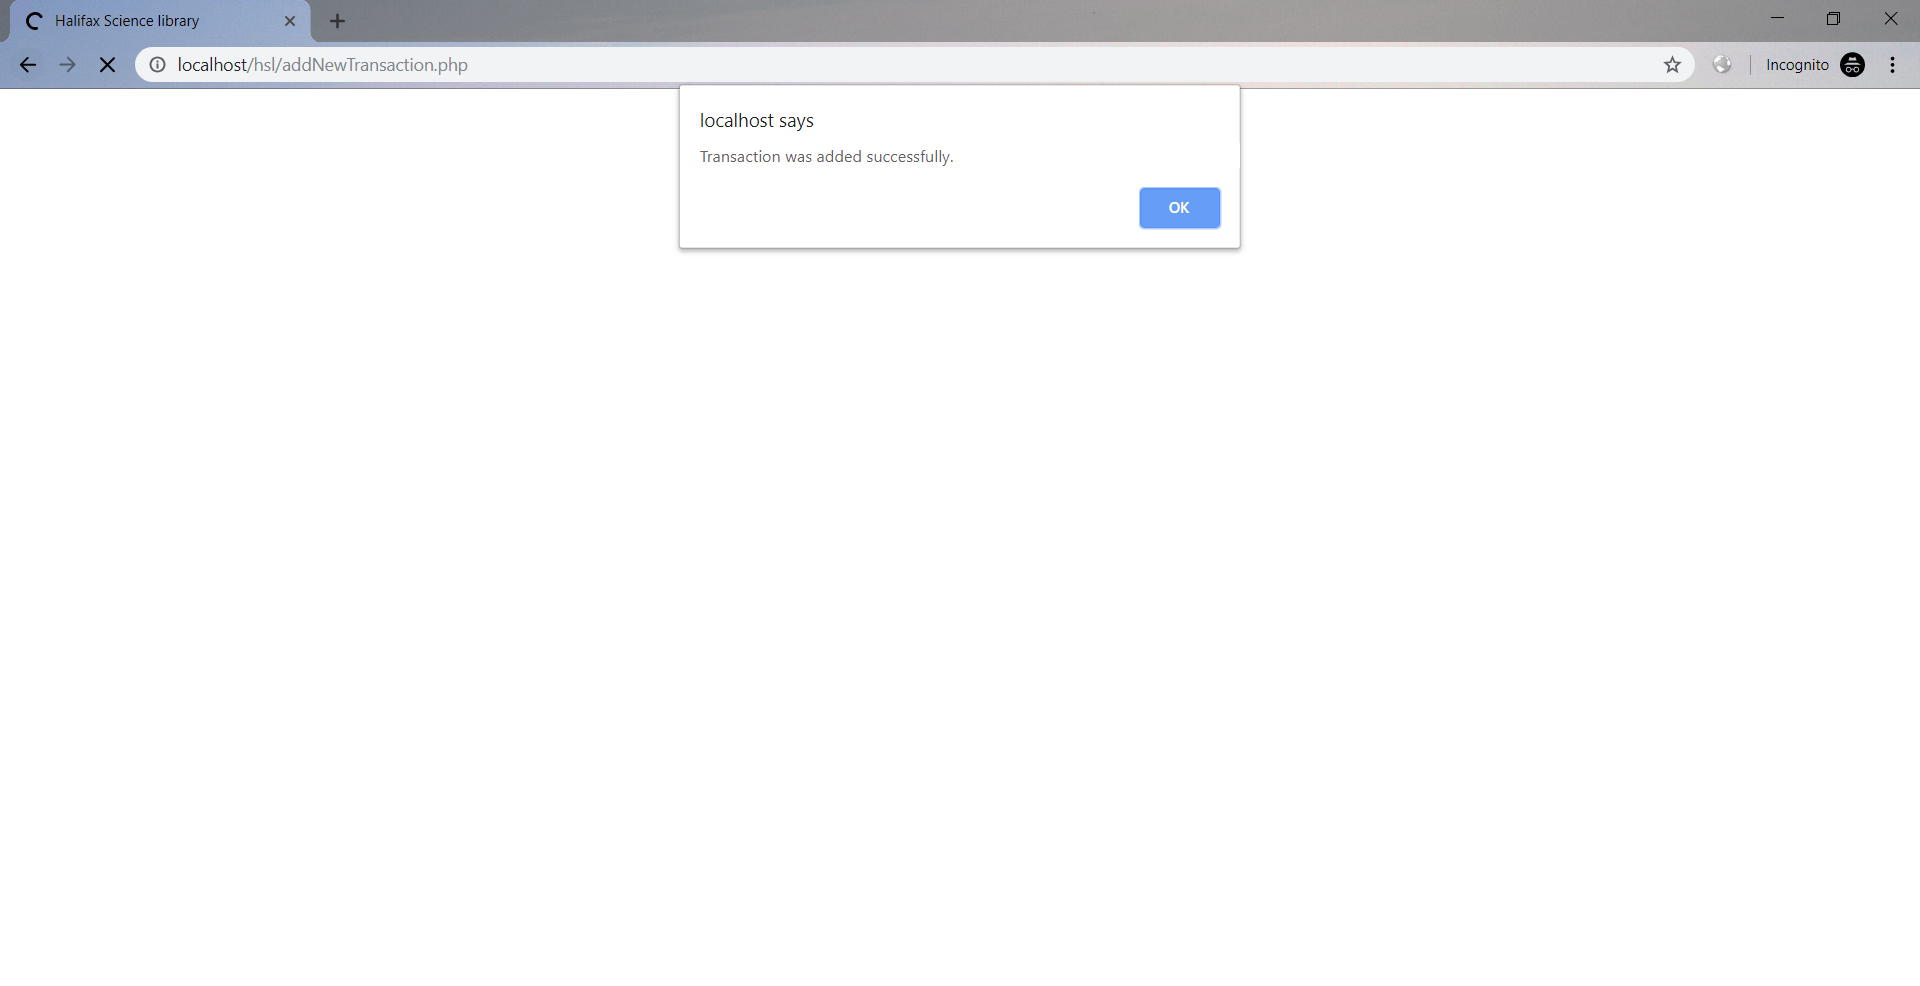 Halifax Science library
localhost/hsl/addNewTransaction.php
Incognito
localhost says
Transaction was added successfully.
OK